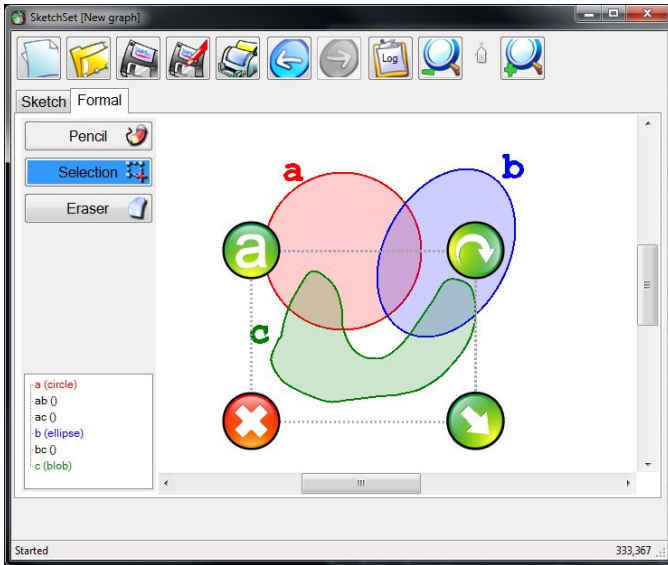 SketchSet [New graph]
Log
Sketch Formal
Pencil
Selection
Eraser
a
b
a
c
a (circle)
ab ()
ac ()
b (ellipse)
bc ()
c (blob)
Started 333,367